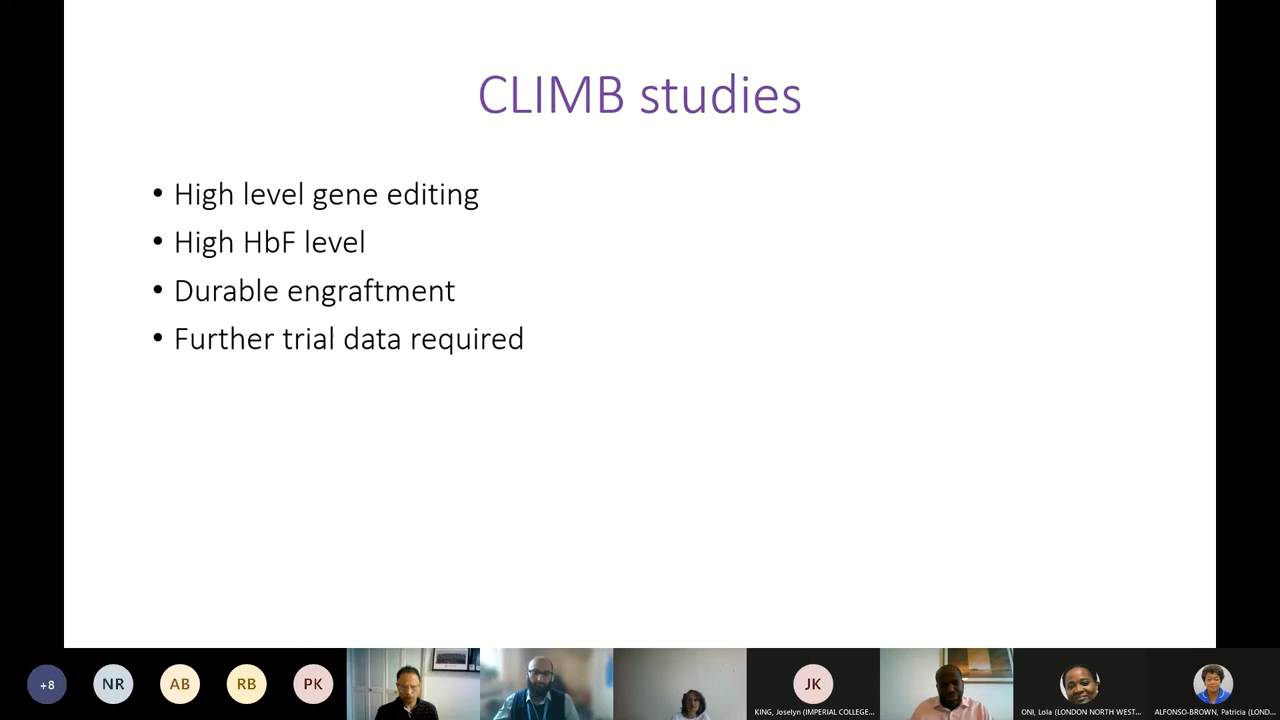 CLIMB studies
• High level gene editing
• High HbF level
• Durable engraftment
• Further trial data required
+8
NR
AB
RB
PK
JK
KING, Joselyn (IMPERIAL COLLEGE...
ONI, Lola (LONDON NORTH WEST...
ALFONSO-BROWN, Patricia (LOND...